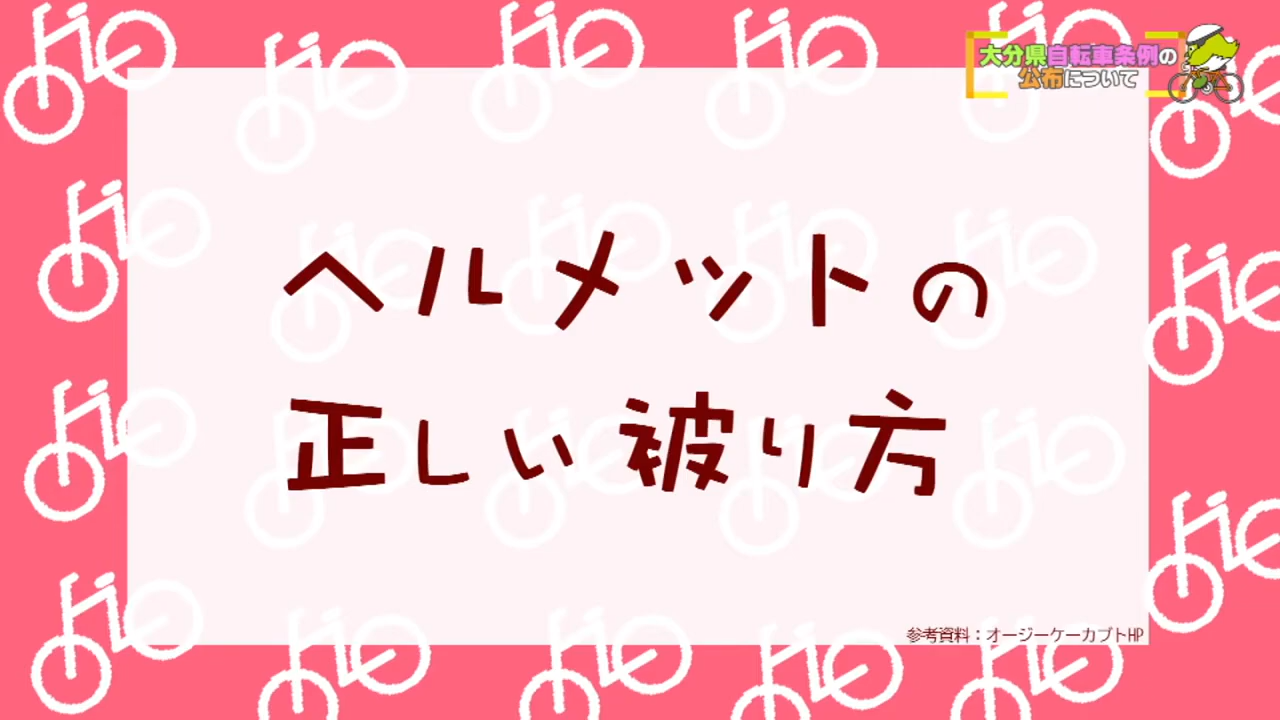 大分県自転車条例の
公布について
ヘルメットの
正しい被り方
参考資料：オージーケーカブトHP